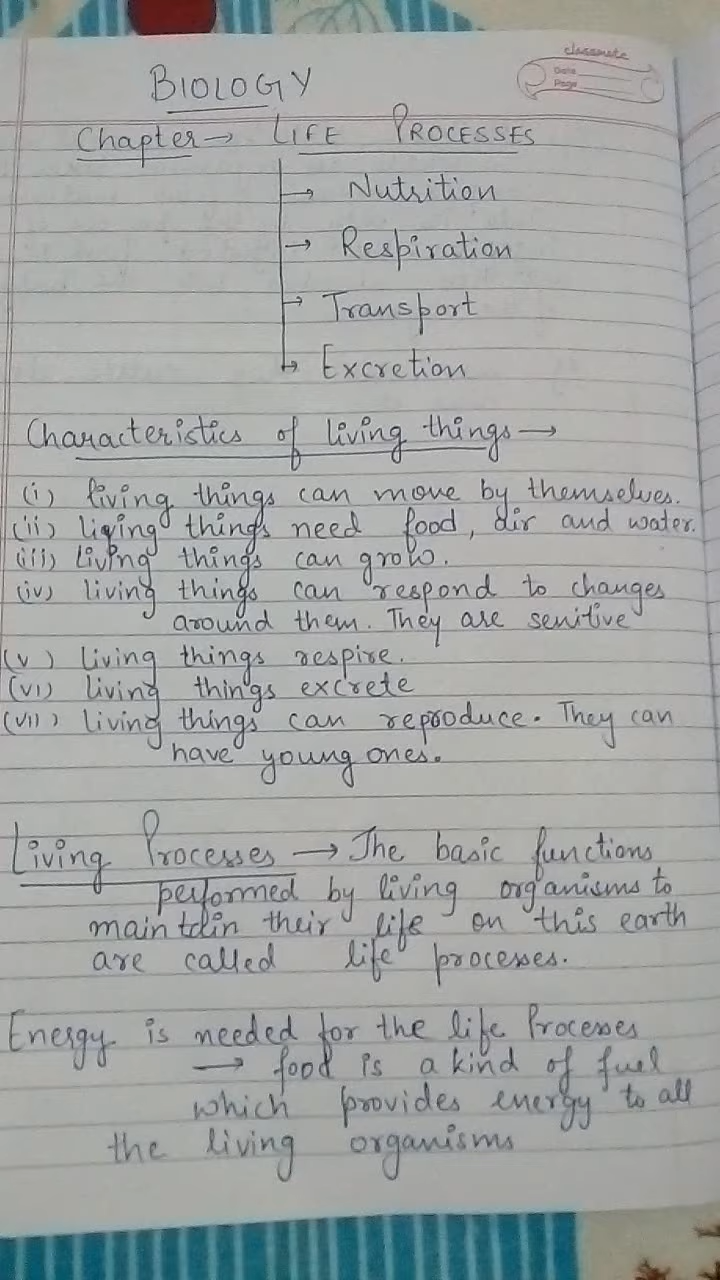 classmate
Date
Page
BIOLOGY
Chapter → LIFE PROCESSES
→ Nutrition
→ Respiration
→ Transport
→ Excretion
Characteristics of living things →
(i) living things can move by themselves.
(ii) living things need food, air and water.
(iii) living things can grow.
(iv) living things can respond to changes
around them. They are senitive
(v) living things respire.
(vi) living things excrete
(vii) living things can reproduce. They can
have young ones.
Living Processes → The basic functions
performed by living organisms to
maintain their life on this earth
are called life processes.
Energy is needed for the life Processes
→ food is a kind of fuel
which provides energy to all
the living organisms